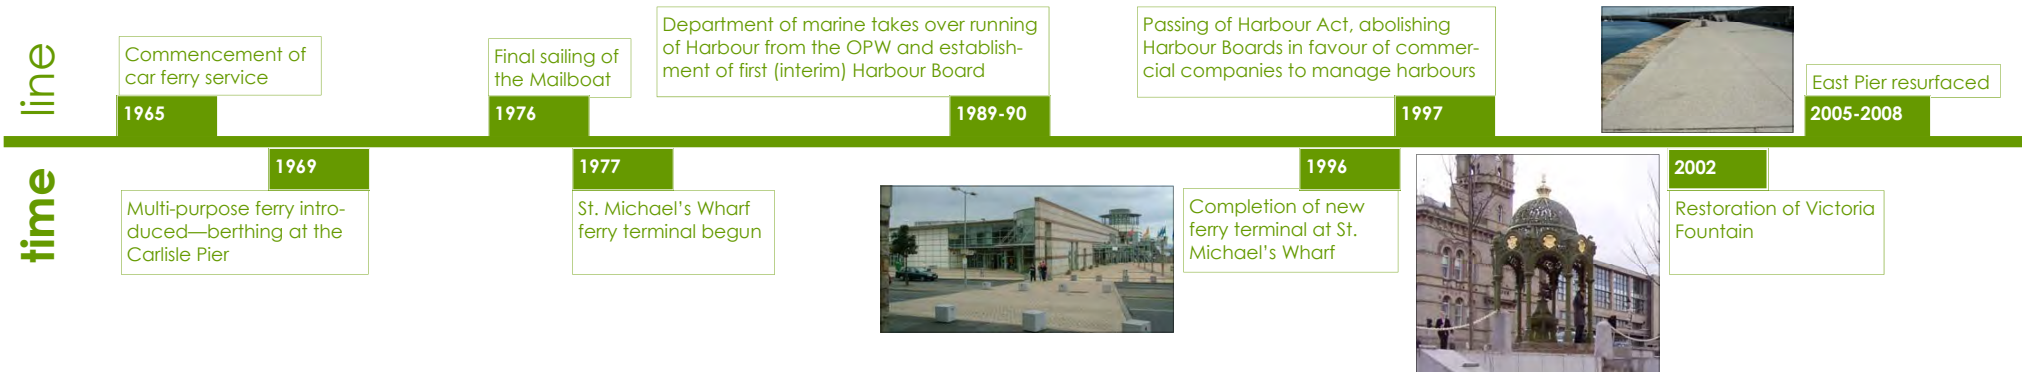 time line
Commencement of
car ferry service
1965
1969
Multi-purpose ferry intro-
duced—berthing at the
Carlisle Pier
Final sailing of
the Mailboat
1976
1977
St. Michael's Wharf
ferry terminal begun
Department of marine takes over running
of Harbour from the OPW and establish-
ment of first (interim) Harbour Board
1989-90
1996
Completion of new
ferry terminal at St.
Michael's Wharf
Passing of Harbour Act, abolishing
Harbour Boards in favour of commer-
cial companies to manage harbours
1997
2002
Restoration of Victoria
Fountain
East Pier resurfaced
2005-2008